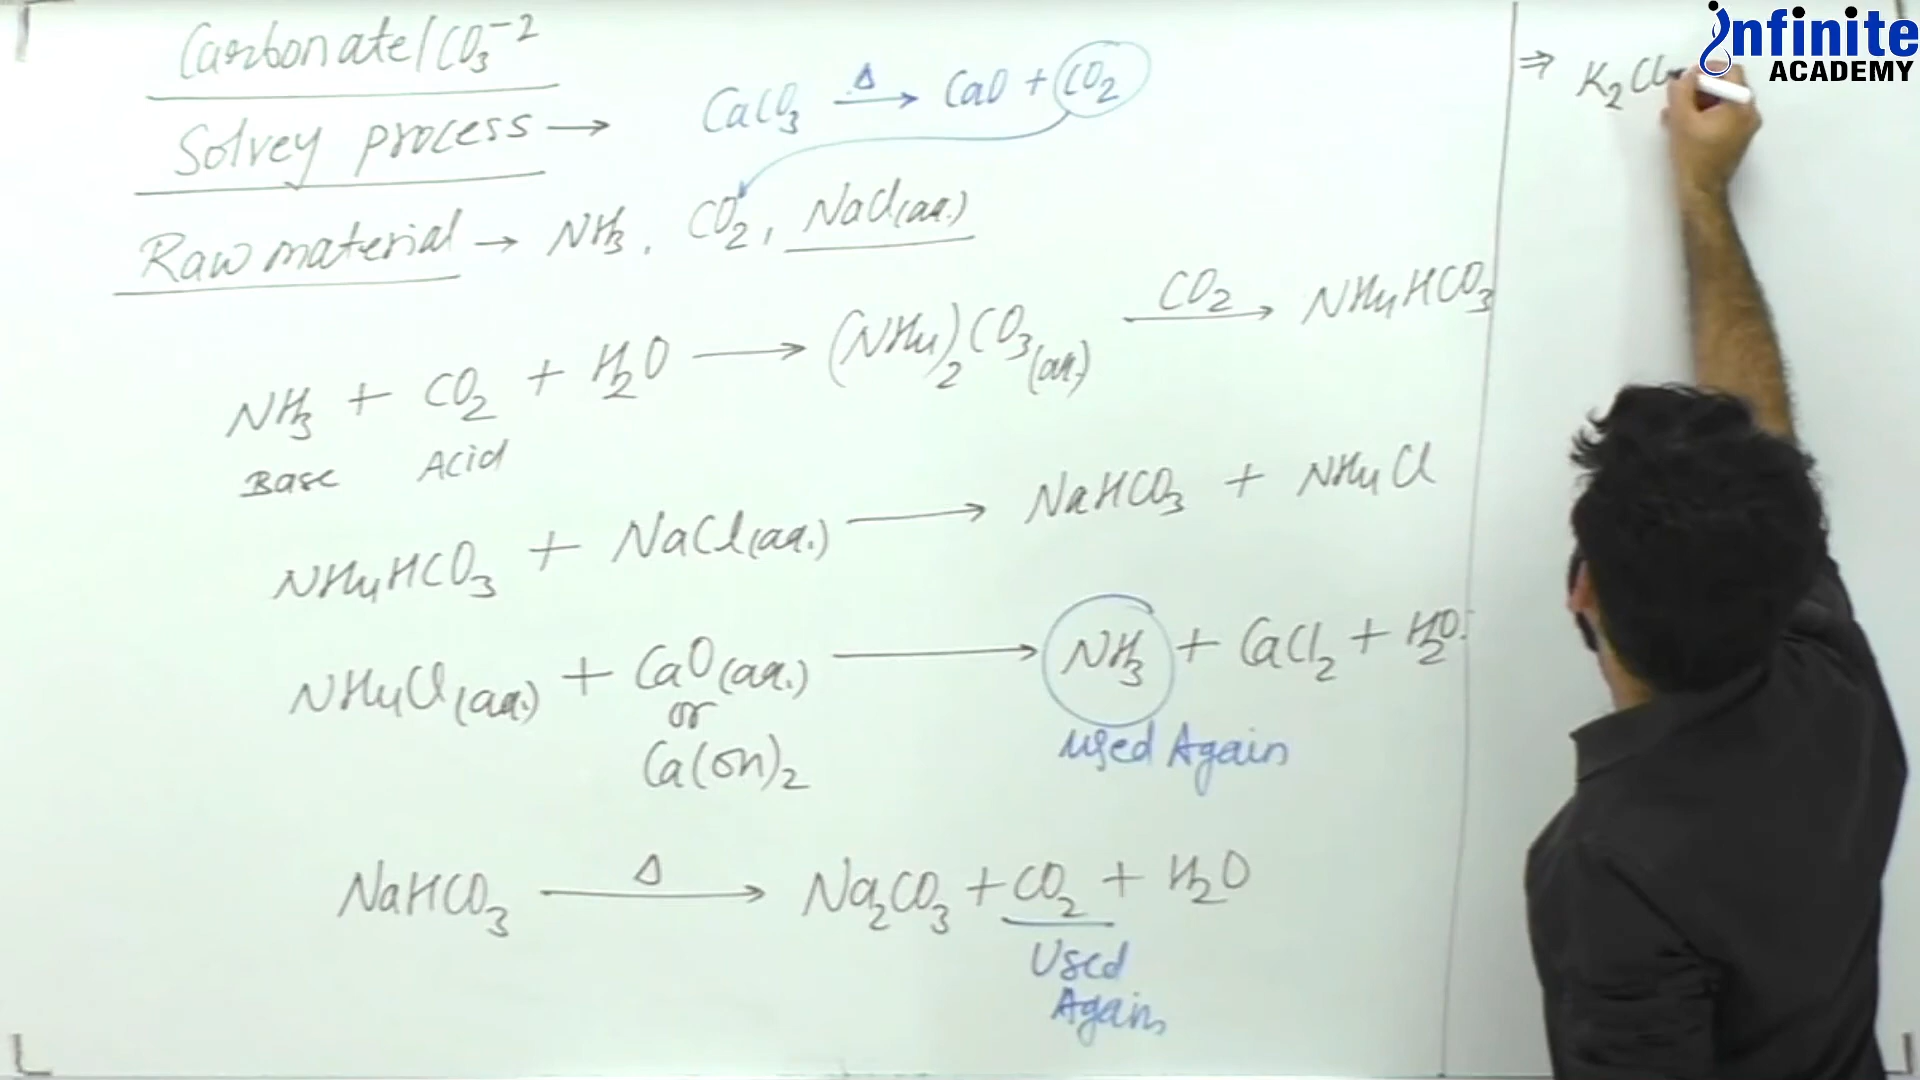 Carbonate/CO₃⁻²
Solvey process →
CaCO₃ —Δ→ CaO + CO₂
Raw material → NH₃, CO₂, NaCl(aq.)
NH₃ + CO₂ + H₂O → (NH₄)₂CO₃(aq.) —CO₂→ NH₄HCO₃
Base Acid
NH₄HCO₃ + NaCl(aq.) → NaHCO₃ + NH₄Cl
NH₄Cl(aq.) + CaO(aq.) → NH₃ + CaCl₂ + H₂O
or
Ca(OH)₂
Used Again
NaHCO₃ —Δ→ Na₂CO₃ + CO₂ + H₂O
Used
Again
⇒ K₂C
Infinite
ACADEMY